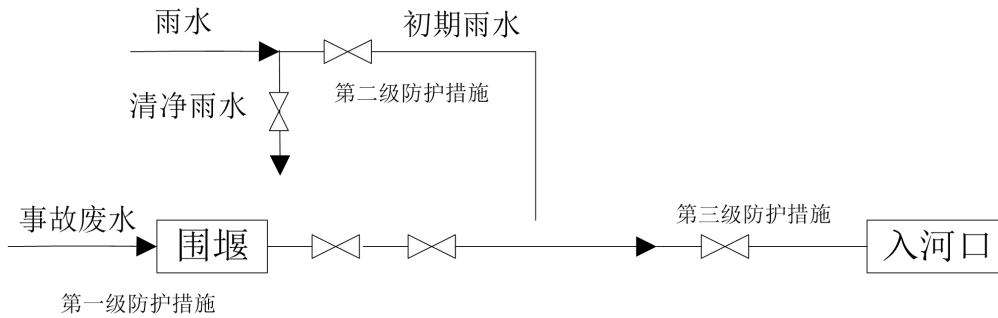 雨水
初期雨水
第二级防护措施
清净雨水
事故废水
围堰
第三级防护措施
入河口
第一级防护措施